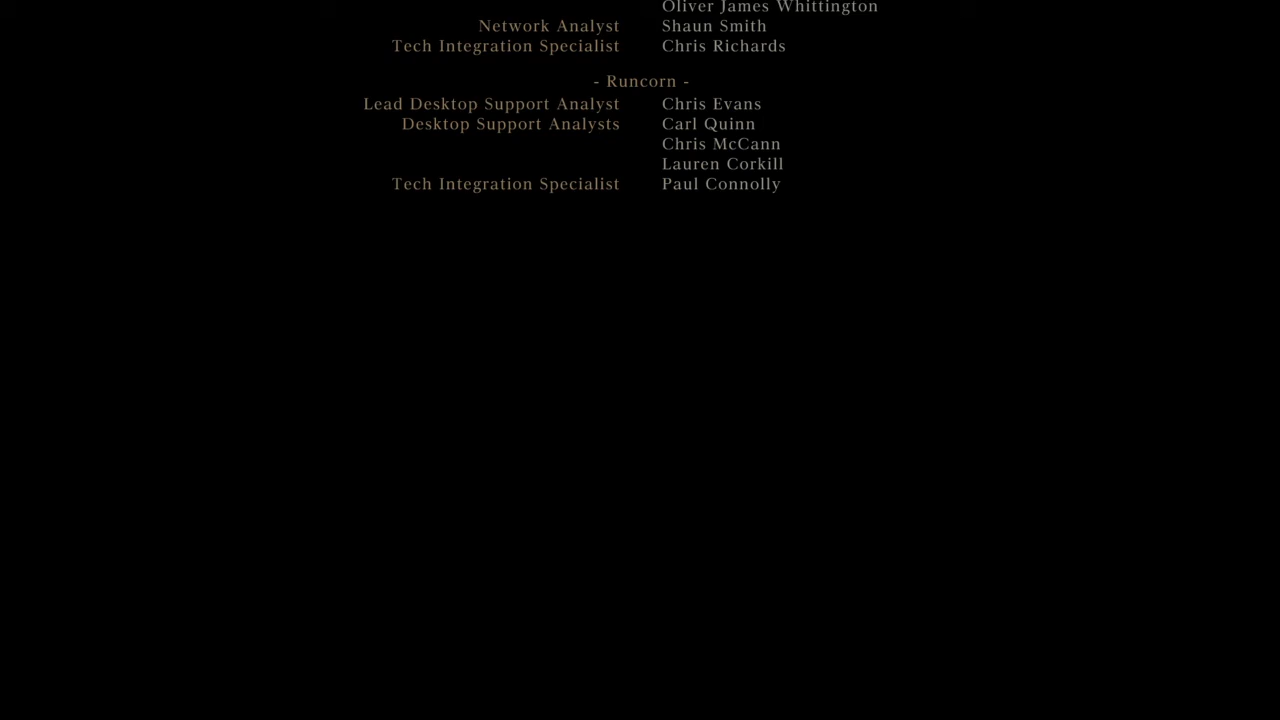 Oliver James Whittington
Network Analyst Shaun Smith
Tech Integration Specialist Chris Richards
- Runcorn -
Lead Desktop Support Analyst Chris Evans
Desktop Support Analysts Carl Quinn
Chris McCann
Lauren Corkill
Tech Integration Specialist Paul Connolly